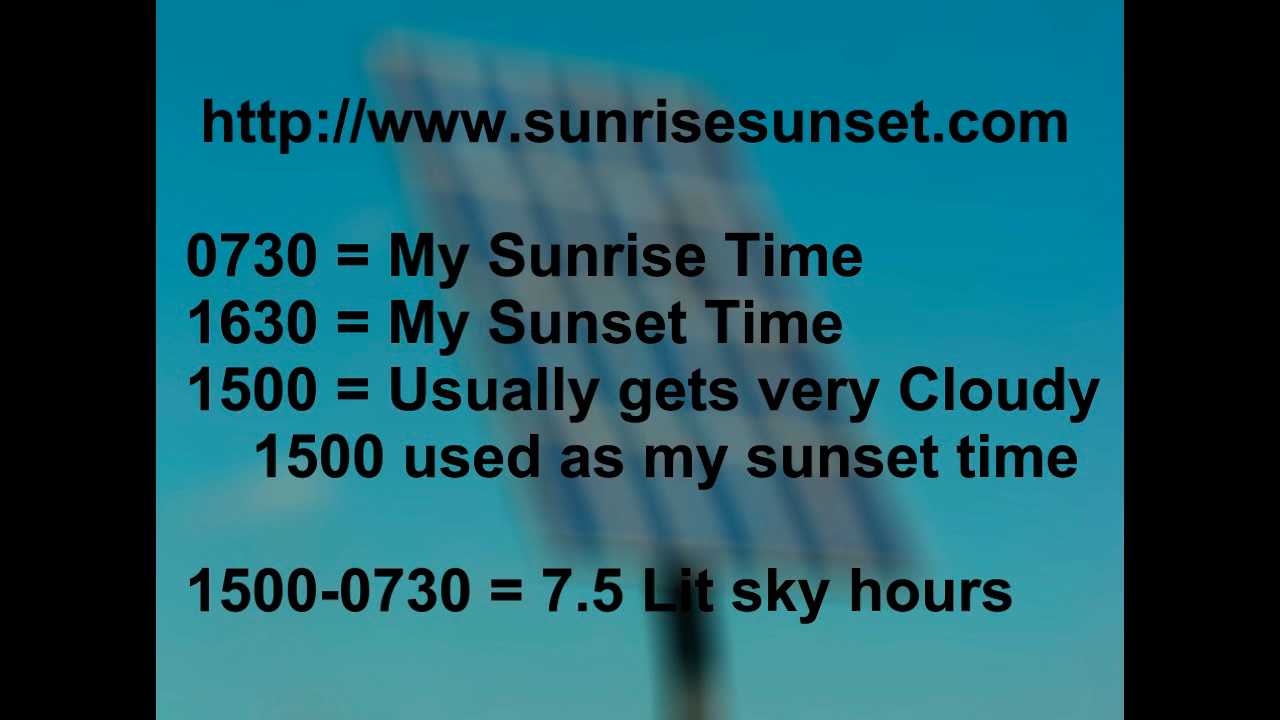 http://www.sunrisesunset.com
0730 = My Sunrise Time
1630 = My Sunset Time
1500 = Usually gets very Cloudy
1500 used as my sunset time
1500-0730 = 7.5 Lit sky hours